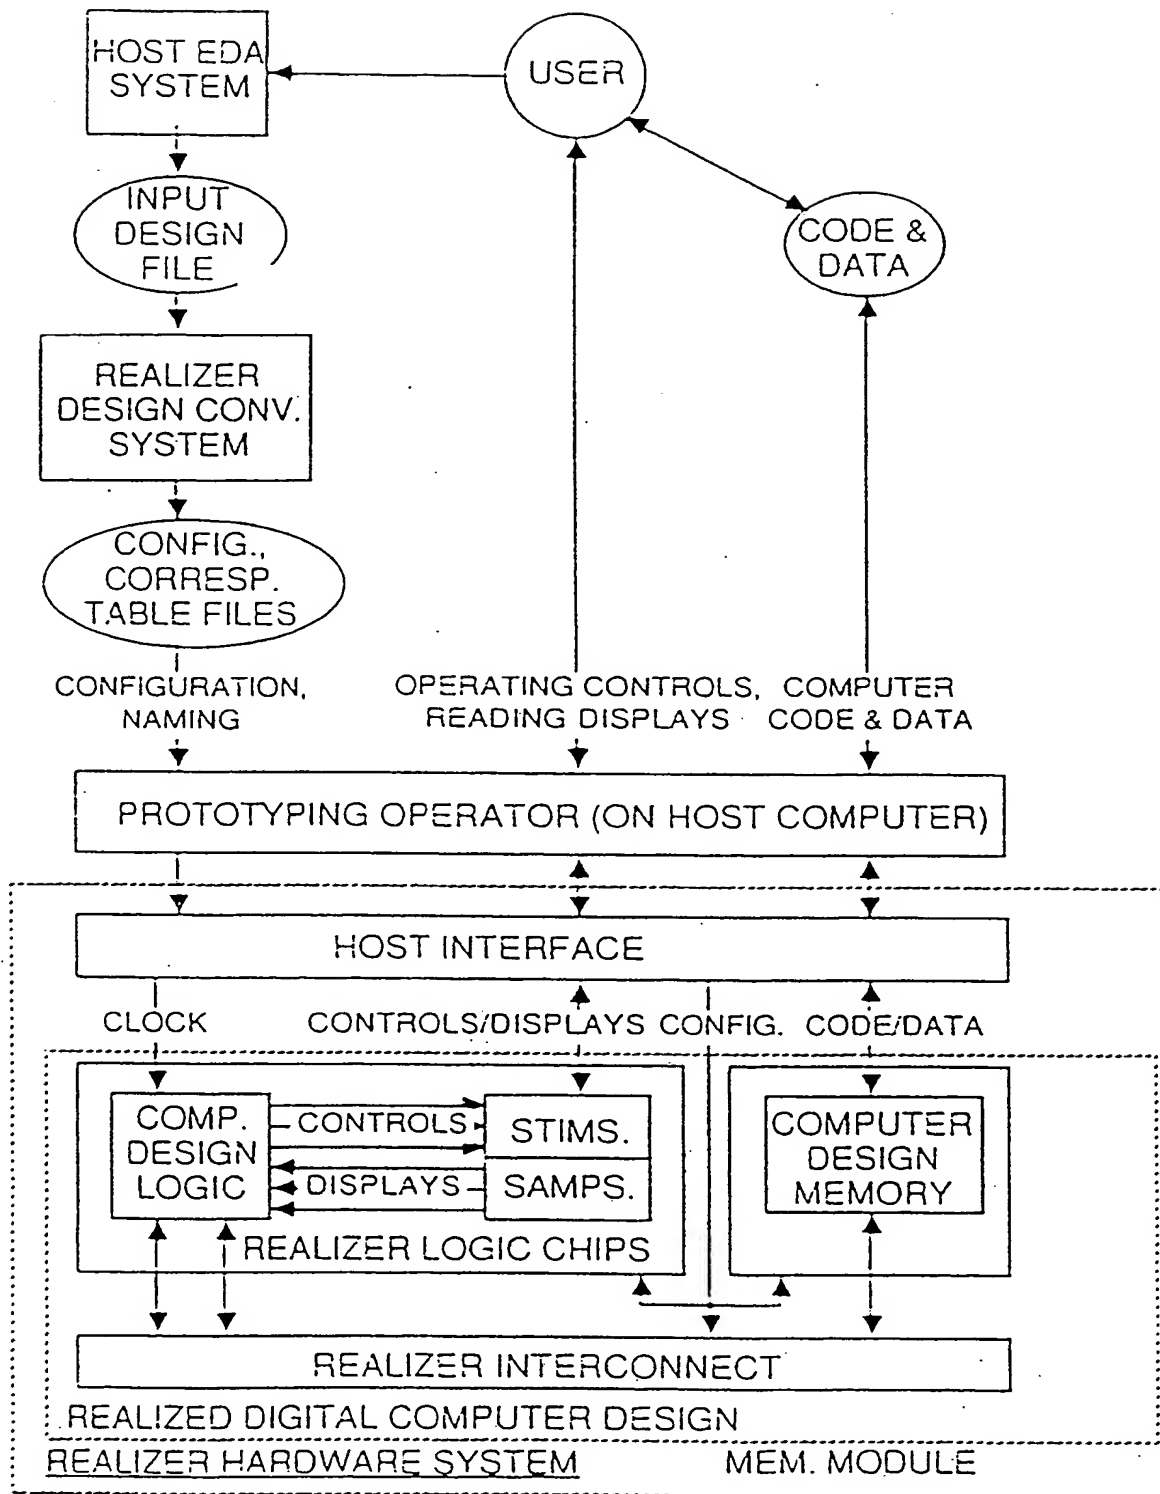 HOST EDA
SYSTEM
USER
INPUT
DESIGN
FILE
CODE &
DATA
REALIZER
DESIGN CONV.
SYSTEM
CONFIG.,
CORRESP.
TABLE FILES
CONFIGURATION,
NAMING
OPERATING CONTROLS,
READING DISPLAYS
COMPUTER
CODE & DATA
PROTOTYPING OPERATOR (ON HOST COMPUTER)
HOST INTERFACE
CLOCK
CONTROLS/DISPLAYS
CONFIG.
CODE/DATA
COMP.
DESIGN
LOGIC
CONTROLS
DISPLAYS
STIMS.
SAMPS.
COMPUTER
DESIGN
MEMORY
REALIZER LOGIC CHIPS
REALIZER INTERCONNECT
REALIZED DIGITAL COMPUTER DESIGN
REALIZER HARDWARE SYSTEM
MEM. MODULE